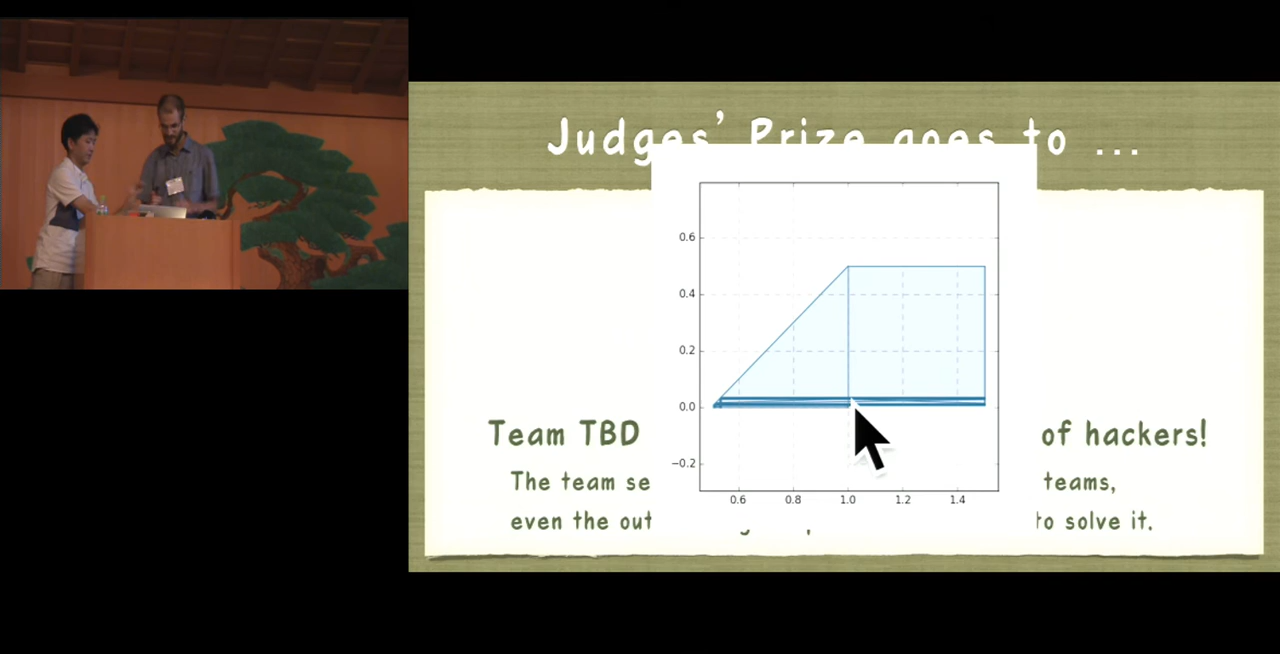 Judges' Prize goes to ...
0.6
0.4
0.2
0.0
−0.2
0.6 0.8 1.0 1.2 1.4
Team TBD of hackers!
The team se teams,
even the out to solve it.